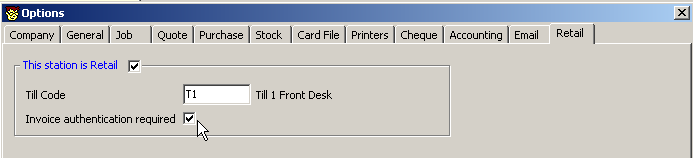 Options
Company General Job Quote Purchase Stock Card File Printers Cheque Accounting Email Retail
This station is Retail
Till Code T1 Till 1 Front Desk
Invoice authentication required